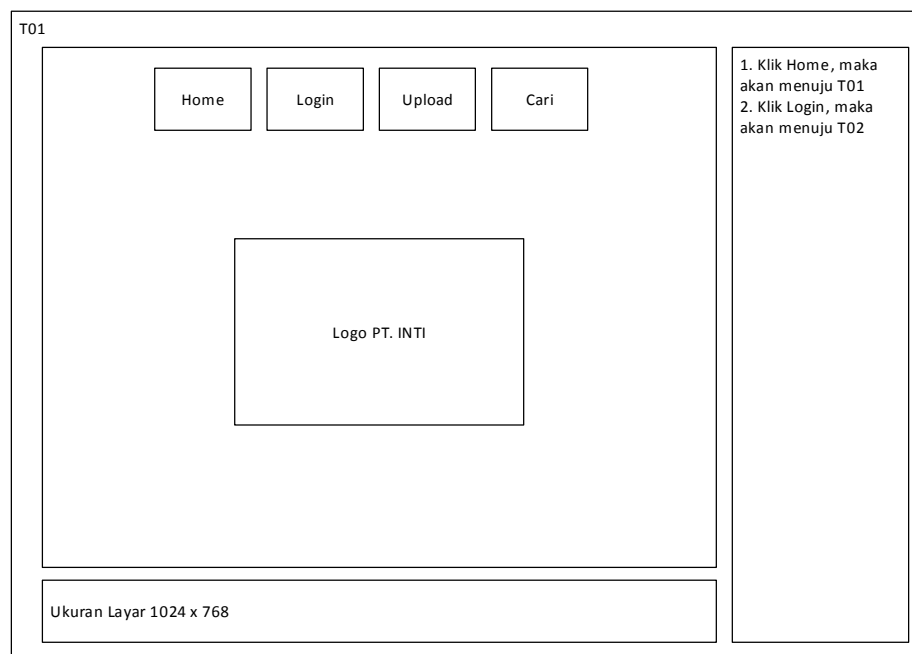 T01
Home
Login
Upload
Cari
Logo PT. INTI
Ukuran Layar 1024 x 768
1. Klik Home, maka
akan menuju T01
2. Klik Login, maka
akan menuju T02